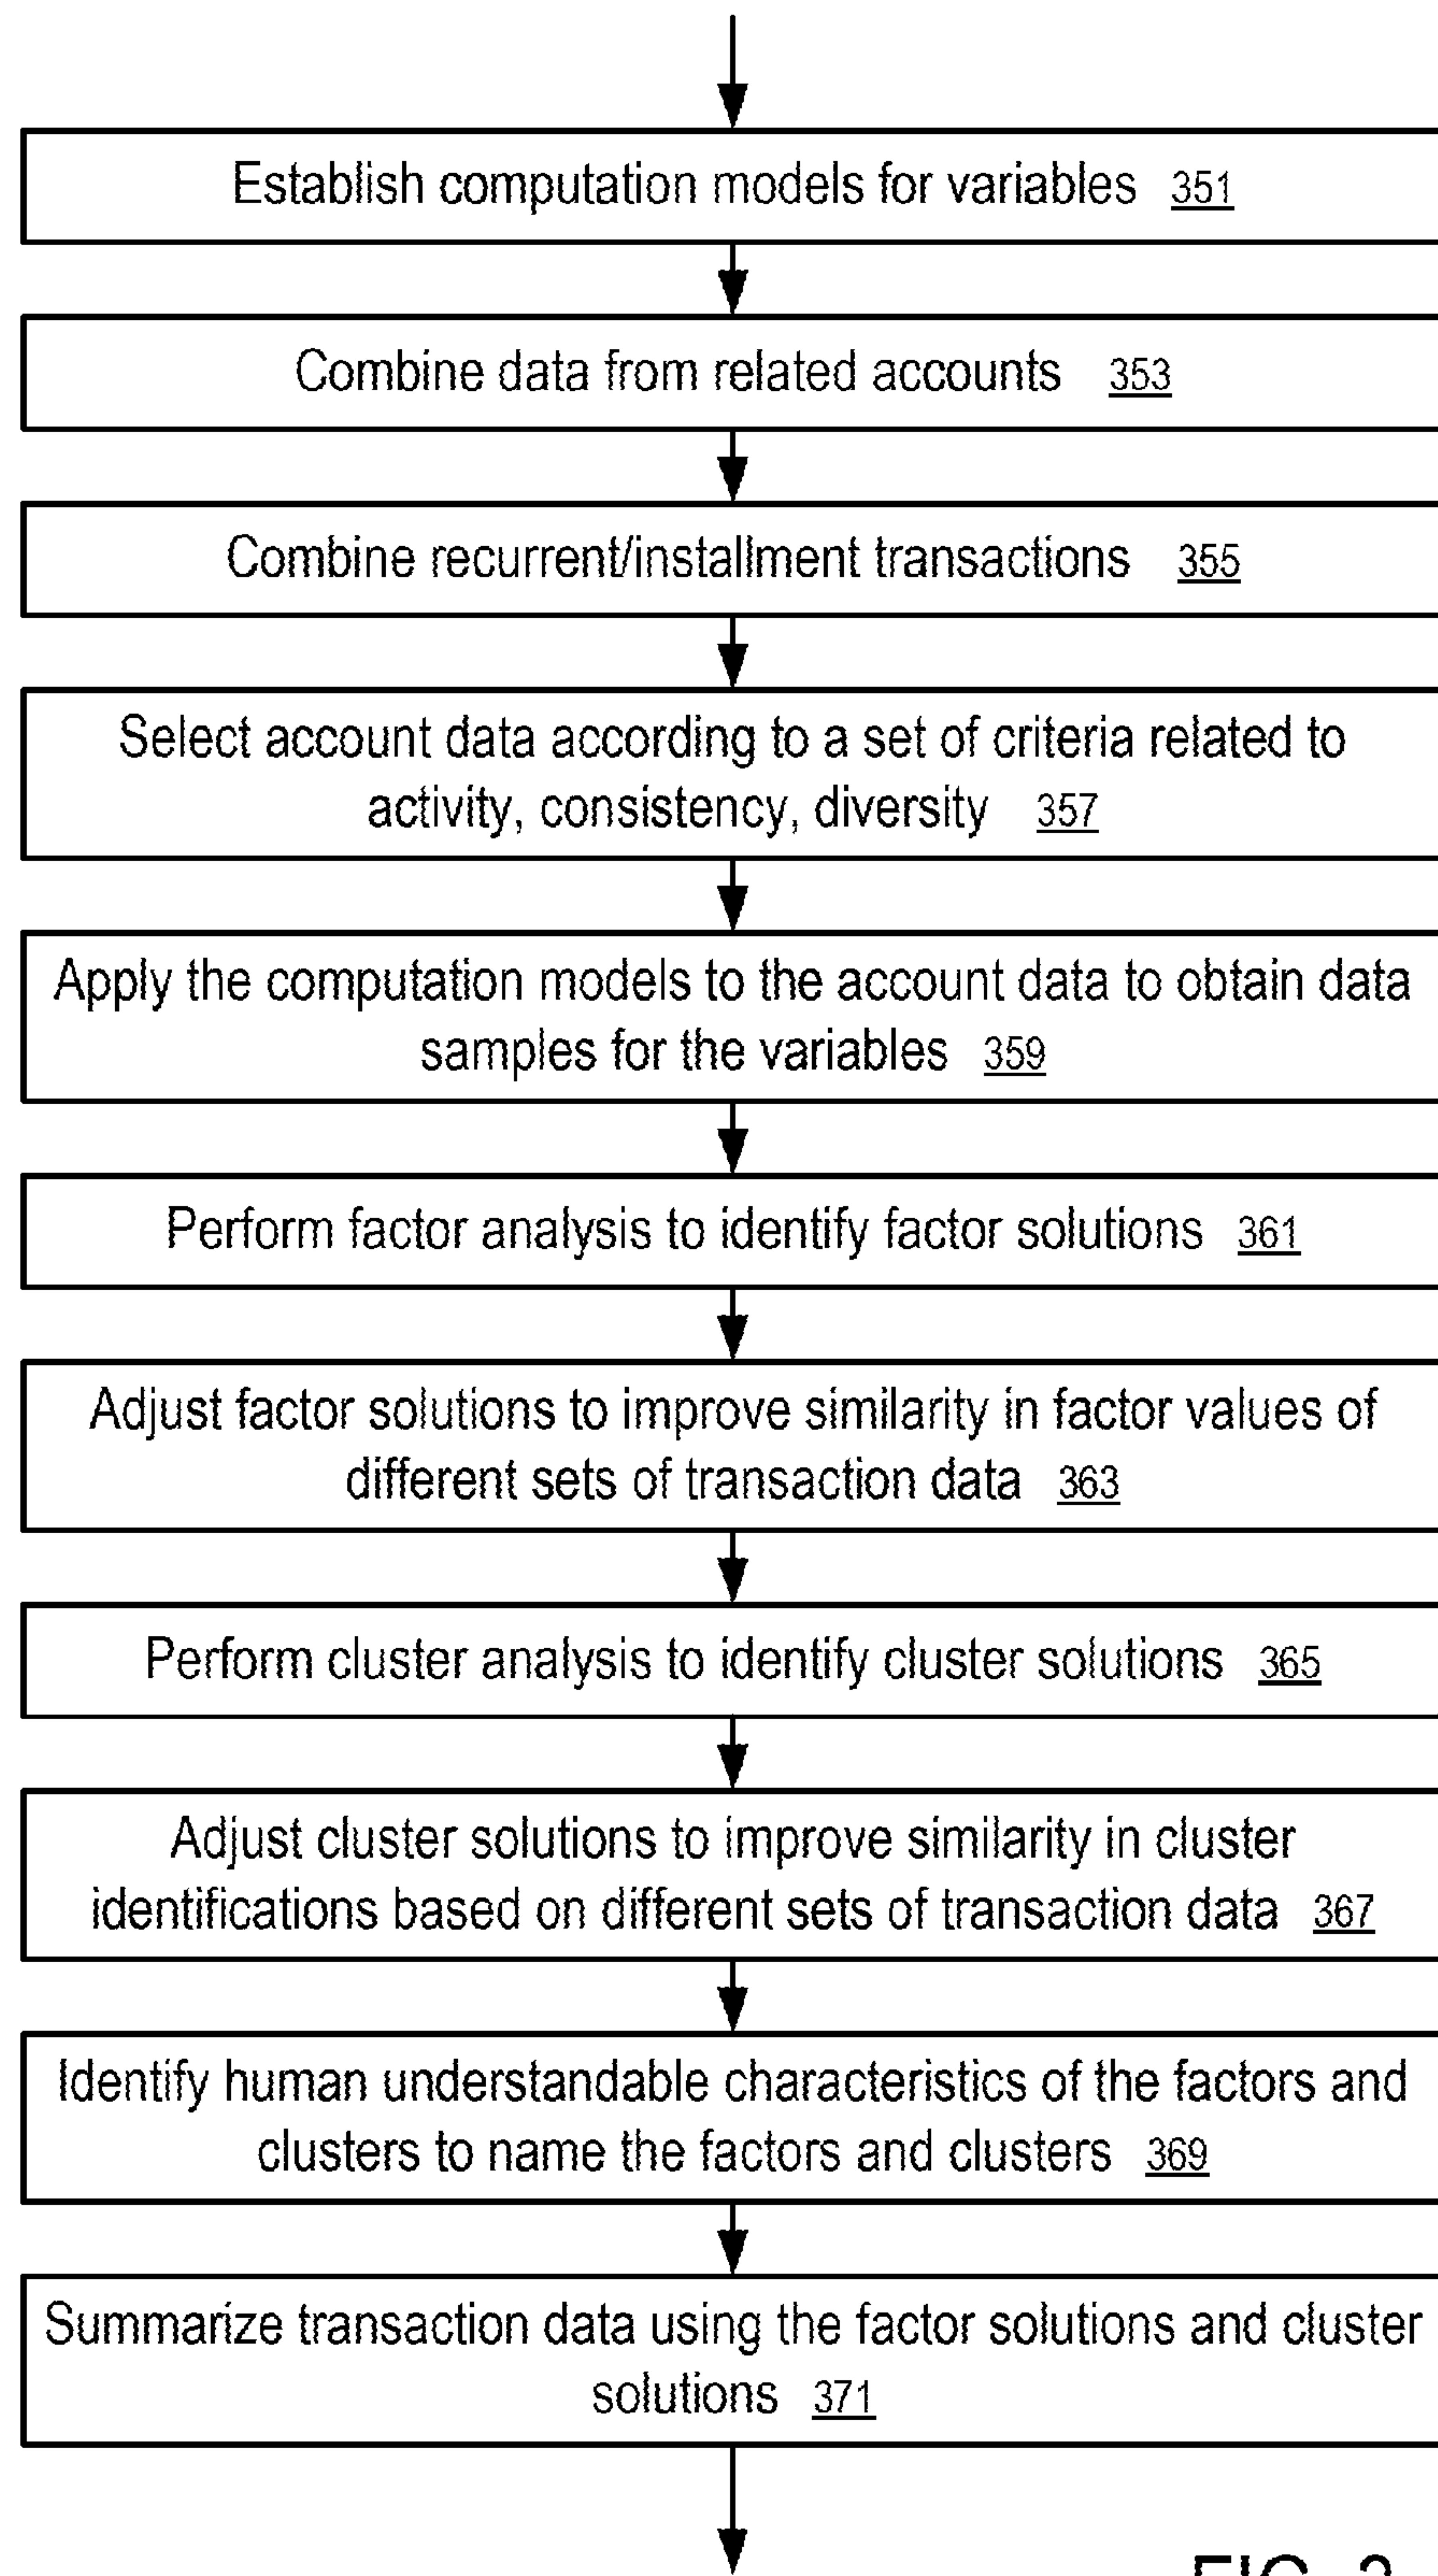 Establish computation models for variables 351
Combine data from related accounts 353
Combine recurrent/installment transactions 355
Select account data according to a set of criteria related to
activity, consistency, diversity 357
Apply the computation models to the account data to obtain data
samples for the variables 359
Perform factor analysis to identify factor solutions 361
Adjust factor solutions to improve similarity in factor values of
different sets of transaction data 363
Perform cluster analysis to identify cluster solutions 365
Adjust cluster solutions to improve similarity in cluster
identifications based on different sets of transaction data 367
Identify human understandable characteristics of the factors and
clusters to name the factors and clusters 369
Summarize transaction data using the factor solutions and cluster
solutions 371